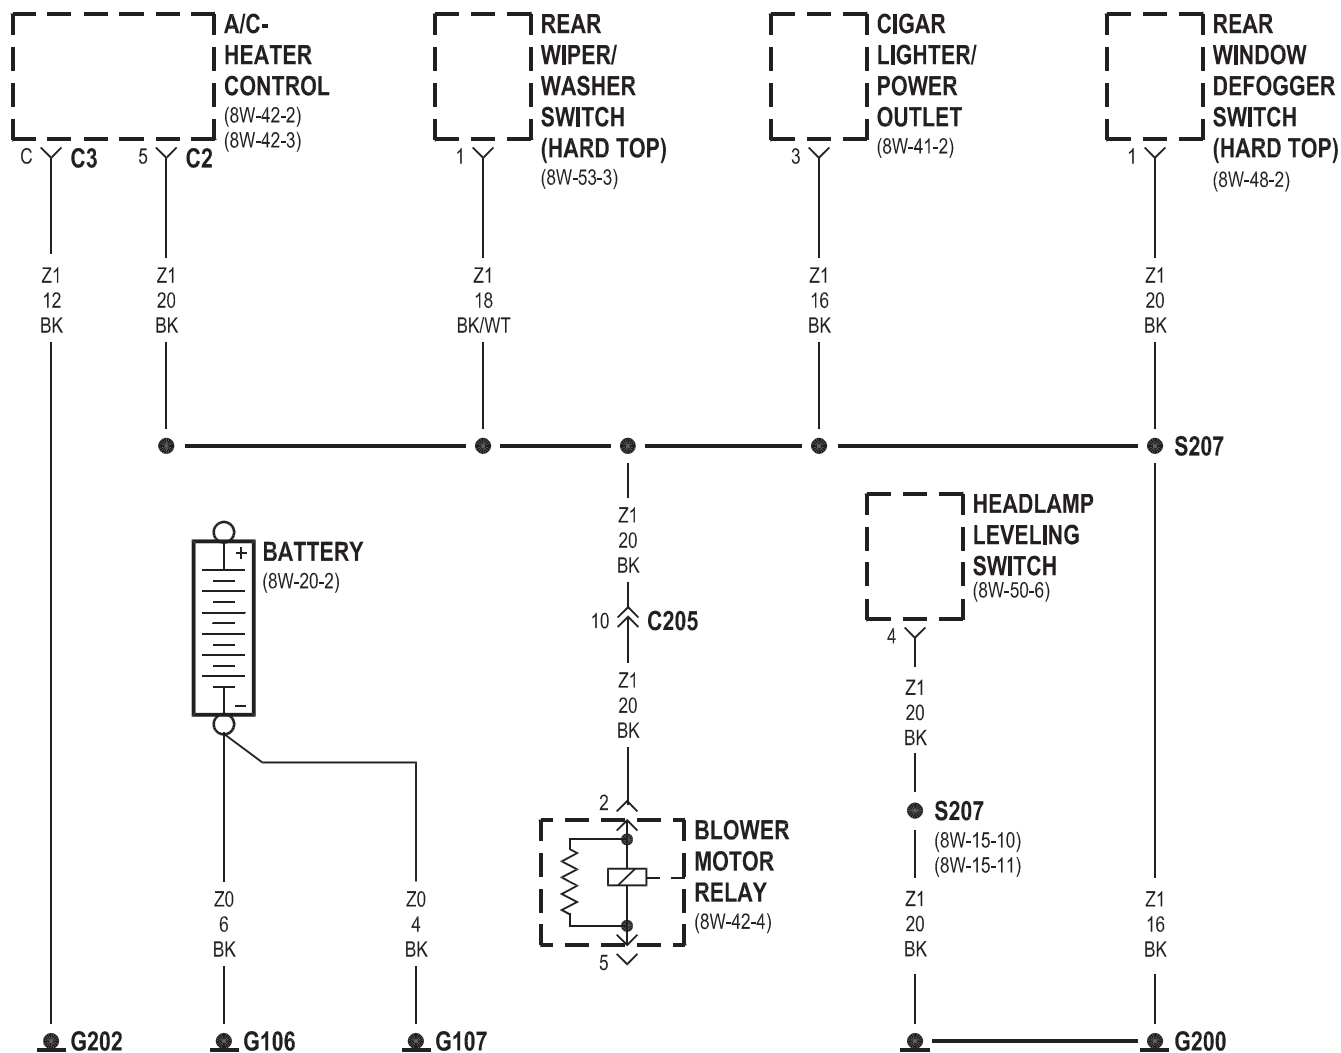 A/C-
HEATER
CONTROL
(8W-42-2)
(8W-42-3)
REAR
WIPER/
WASHER
SWITCH
(HARD TOP)
(8W-53-3)
CIGAR
LIGHTER/
POWER
OUTLET
(8W-41-2)
REAR
WINDOW
DEFOGGER
SWITCH
(HARD TOP)
(8W-48-2)
C
C3
5
C2
1
3
1
Z1
12
BK
Z1
20
BK
Z1
18
BK/WT
Z1
16
BK
Z1
20
BK
S207
BATTERY
(8W-20-2)
+
−
Z1
20
BK
10
C205
Z1
20
BK
HEADLAMP
LEVELING
SWITCH
(8W-50-6)
4
Z1
20
BK
S207
(8W-15-10)
(8W-15-11)
2
BLOWER
MOTOR
RELAY
(8W-42-4)
5
Z0
6
BK
Z0
4
BK
Z1
20
BK
Z1
16
BK
G202
G106
G107
G200